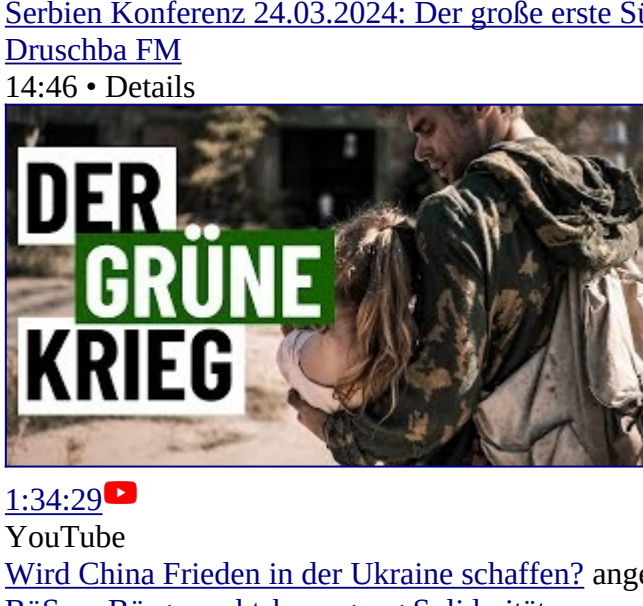 Serbien Konferenz 24.03.2024: Der große erste
Druschba FM
14:46 • Details
DER
GRÜNE
KRIEG
1:34:29
YouTube
Wird China Frieden in der Ukraine schaffen?